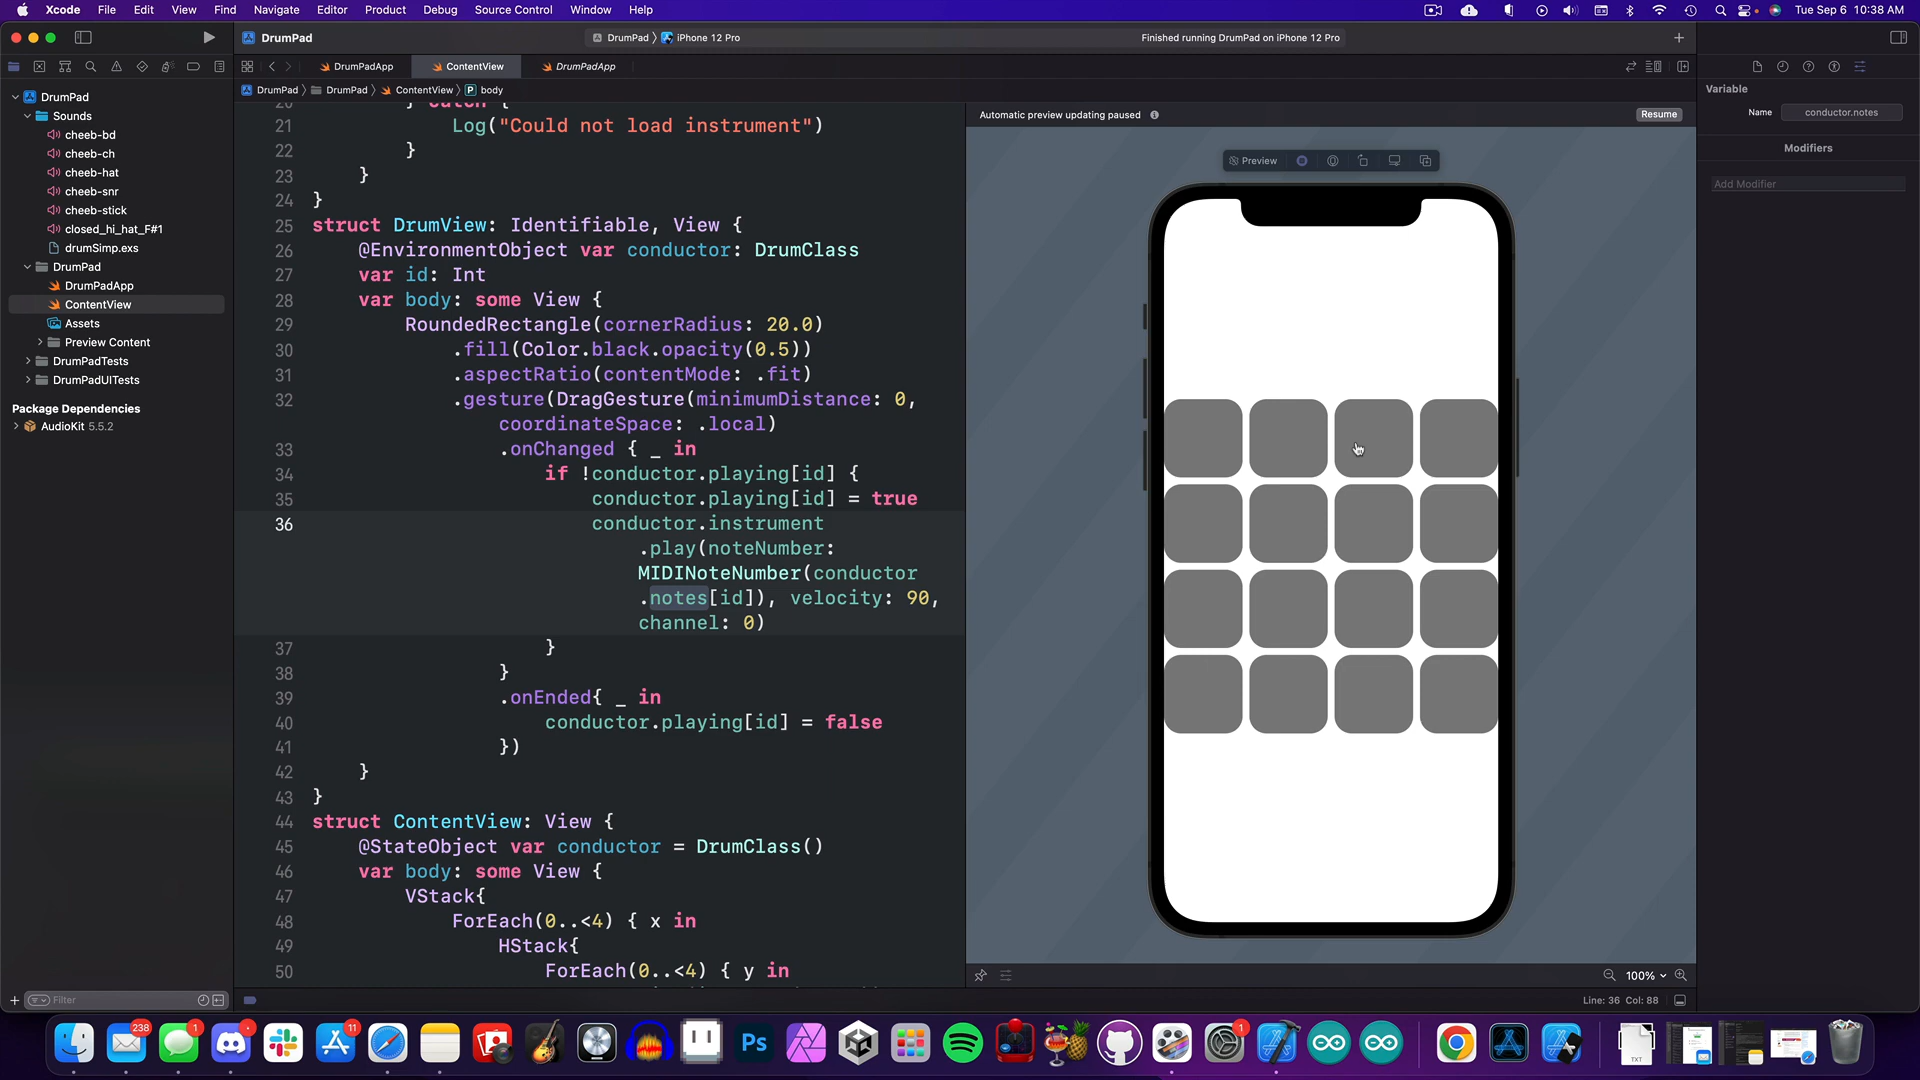 Xcode File Edit View Find Navigate Editor Product Debug Source Control Window Help Tue Sep 6 10:38 AM
DrumPad
DrumPad iPhone 12 Pro
Finished running DrumPad on iPhone 12 Pro
DrumPadApp ContentView DrumPadApp
DrumPad DrumPad ContentView P body
DrumPad
Sounds
cheeb-bd
cheeb-ch
cheeb-hat
cheeb-snr
cheeb-stick
closed_hi_hat_F#1
drumSimp.exs
DrumPad
DrumPadApp
ContentView
Assets
Preview Content
DrumPadTests
DrumPadUITests
Package Dependencies
AudioKit 5.5.2
Filter
20 } catch {
21 Log("Could not load instrument")
22 }
23 }
24 }
25 struct DrumView: Identifiable, View {
26 @EnvironmentObject var conductor: DrumClass
27 var id: Int
28 var body: some View {
29 RoundedRectangle(cornerRadius: 20.0)
30 .fill(Color.black.opacity(0.5))
31 .aspectRatio(contentMode: .fit)
32 .gesture(DragGesture(minimumDistance: 0,
coordinateSpace: .local)
33 .onChanged { _ in
34 if !conductor.playing[id] {
35 conductor.playing[id] = true
36 conductor.instrument
.play(noteNumber:
MIDINoteNumber(conductor
.notes[id]), velocity: 90,
channel: 0)
37 }
38 }
39 .onEnded{ _ in
40 conductor.playing[id] = false
41 })
42 }
43 }
44 struct ContentView: View {
45 @StateObject var conductor = DrumClass()
46 var body: some View {
47 VStack{
48 ForEach(0..<4) { x in
49 HStack{
50 ForEach(0..<4) { y in
Automatic preview updating paused
Resume
Preview
100%
Line: 36 Col: 88
Variable
Name conductor.notes
Modifiers
Add Modifier
238
1
11
1
Ps
TXT